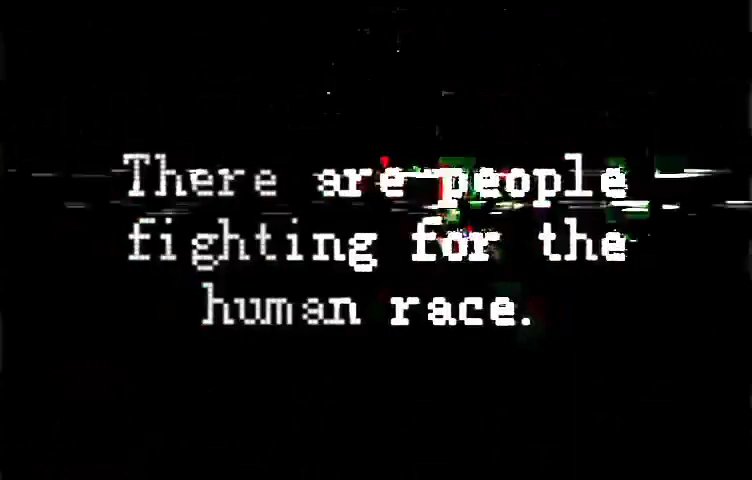 There are people
fighting for the
human race.